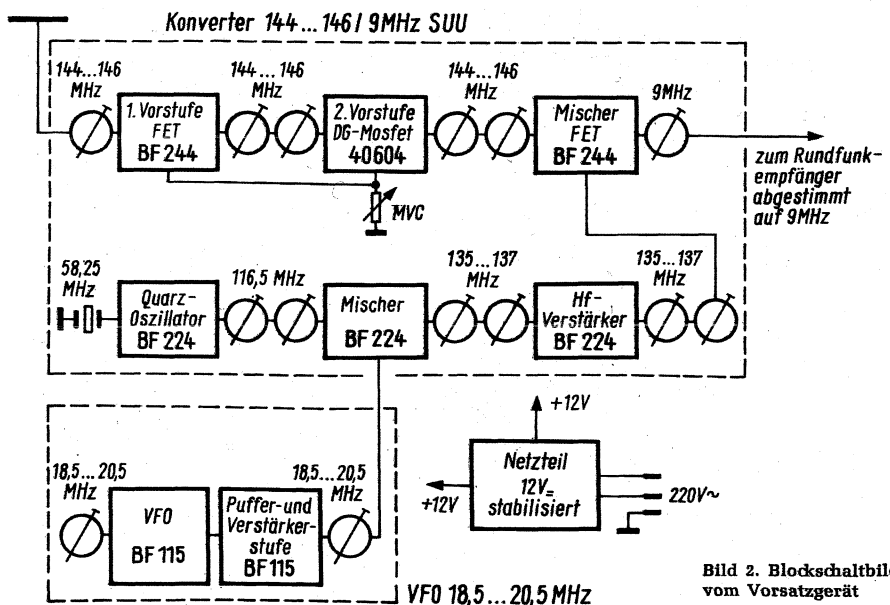 Konverter 144...146/9MHz SUU
144...146
MHz
1. Vorstufe
FET
BF 244
144...146
MHz
2. Vorstufe
DG-Mosfet
40604
144...146
MHz
Mischer
FET
BF 244
9MHz
zum Rundfunk-
empfänger
abgestimmt
auf 9MHz
MVC
58,25
MHz
Quarz-
Oszillator
BF 224
116,5 MHz
Mischer
BF 224
135...137
MHz
Hf-
Verstärker
BF 224
135...137
MHz
18,5...20,5
MHz
VFO
BF 115
Puffer-und
Verstärker-
stufe
BF 115
18,5...20,5
MHz
VFO 18,5...20,5 MHz
+12V
+12V
Netzteil
12V=
stabilisiert
220V~
Bild 2. Blockschaltbil
vom Vorsatzgerät